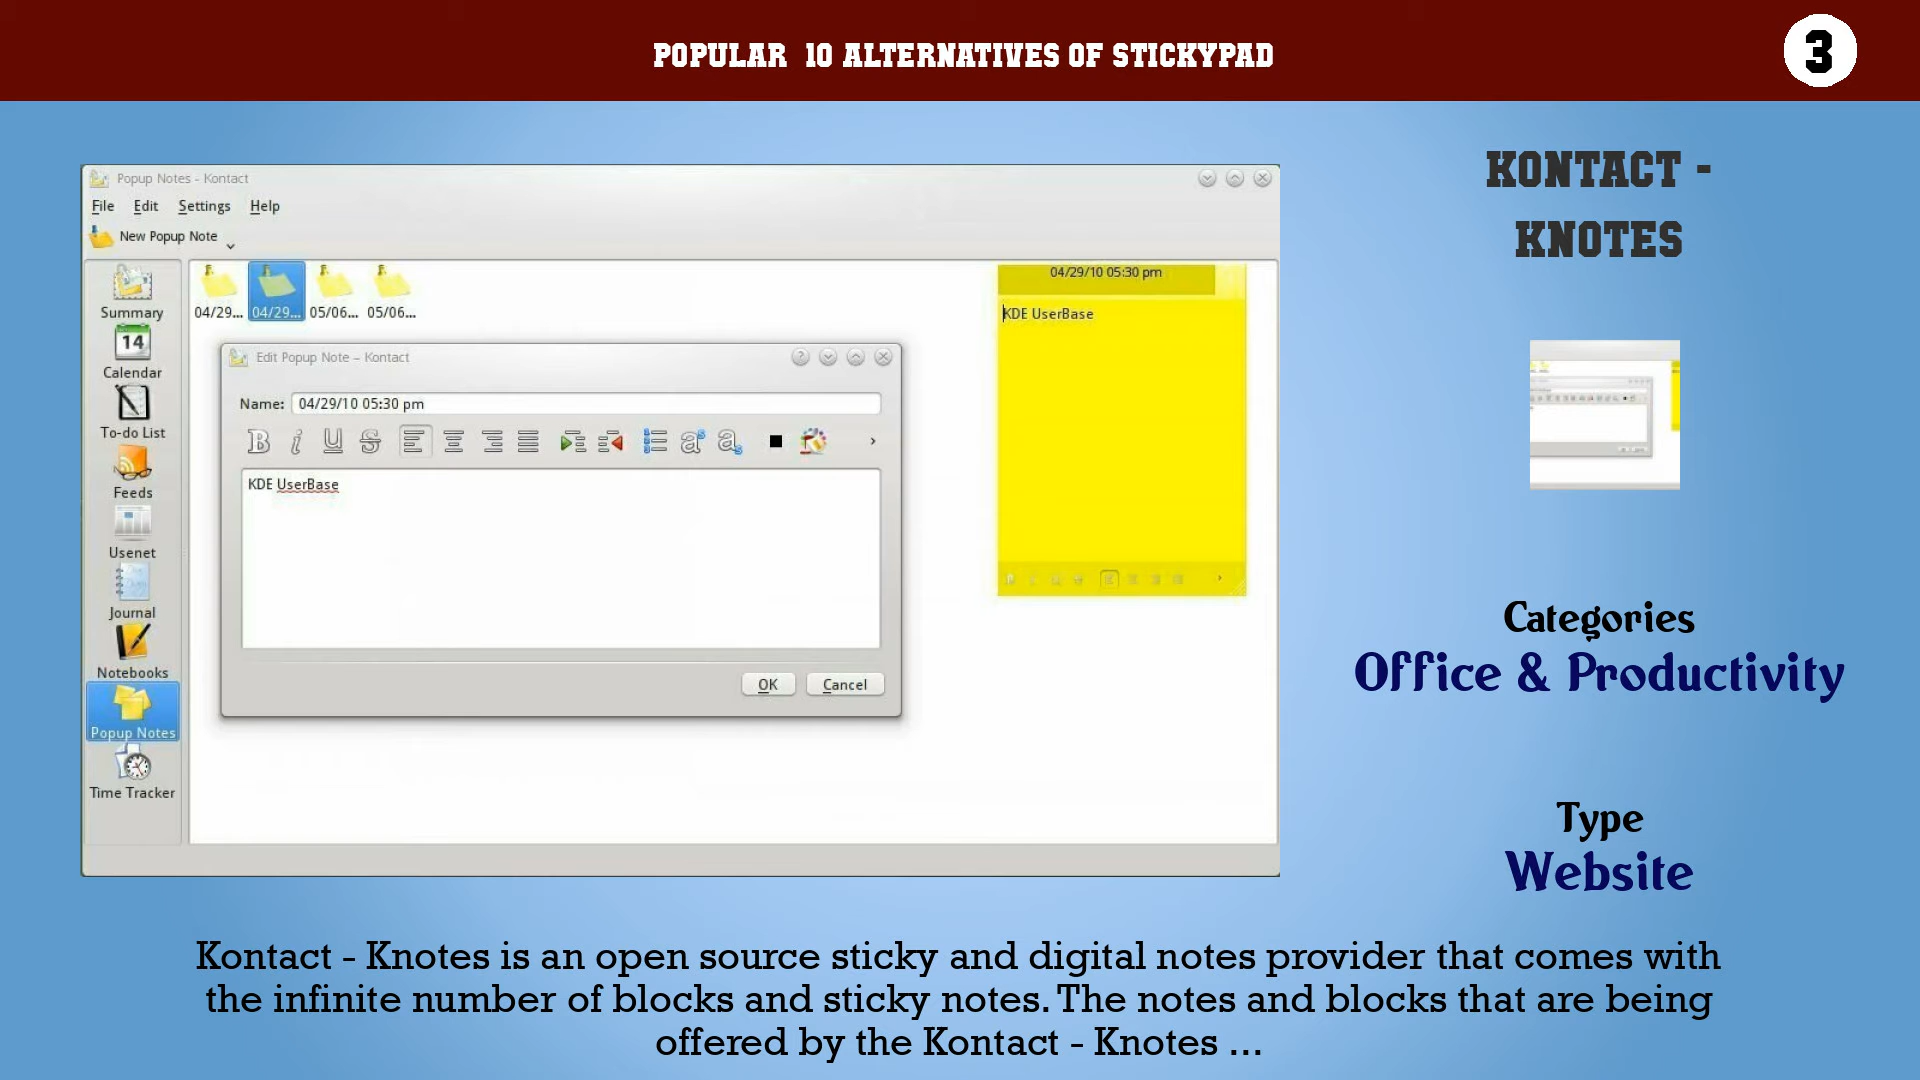 POPULAR 10 ALTERNATIVES OF STICKYPAD
3
Popup Notes - Kontact
File Edit Settings Help
New Popup Note
Summary
14
Calendar
To-do List
Feeds
Usenet
Journal
Notebooks
Popup Notes
Time Tracker
04/29... 04/29... 05/06... 05/06...
Edit Popup Note – Kontact
Name: 04/29/10 05:30 pm
B i U S a s a s
KDE UserBase
OK Cancel
04/29/10 05:30 pm
KDE UserBase
KONTACT -
KNOTES
Categories
Office & Productivity
Type
Website
Kontact - Knotes is an open source sticky and digital notes provider that comes with
the infinite number of blocks and sticky notes. The notes and blocks that are being
offered by the Kontact - Knotes ...